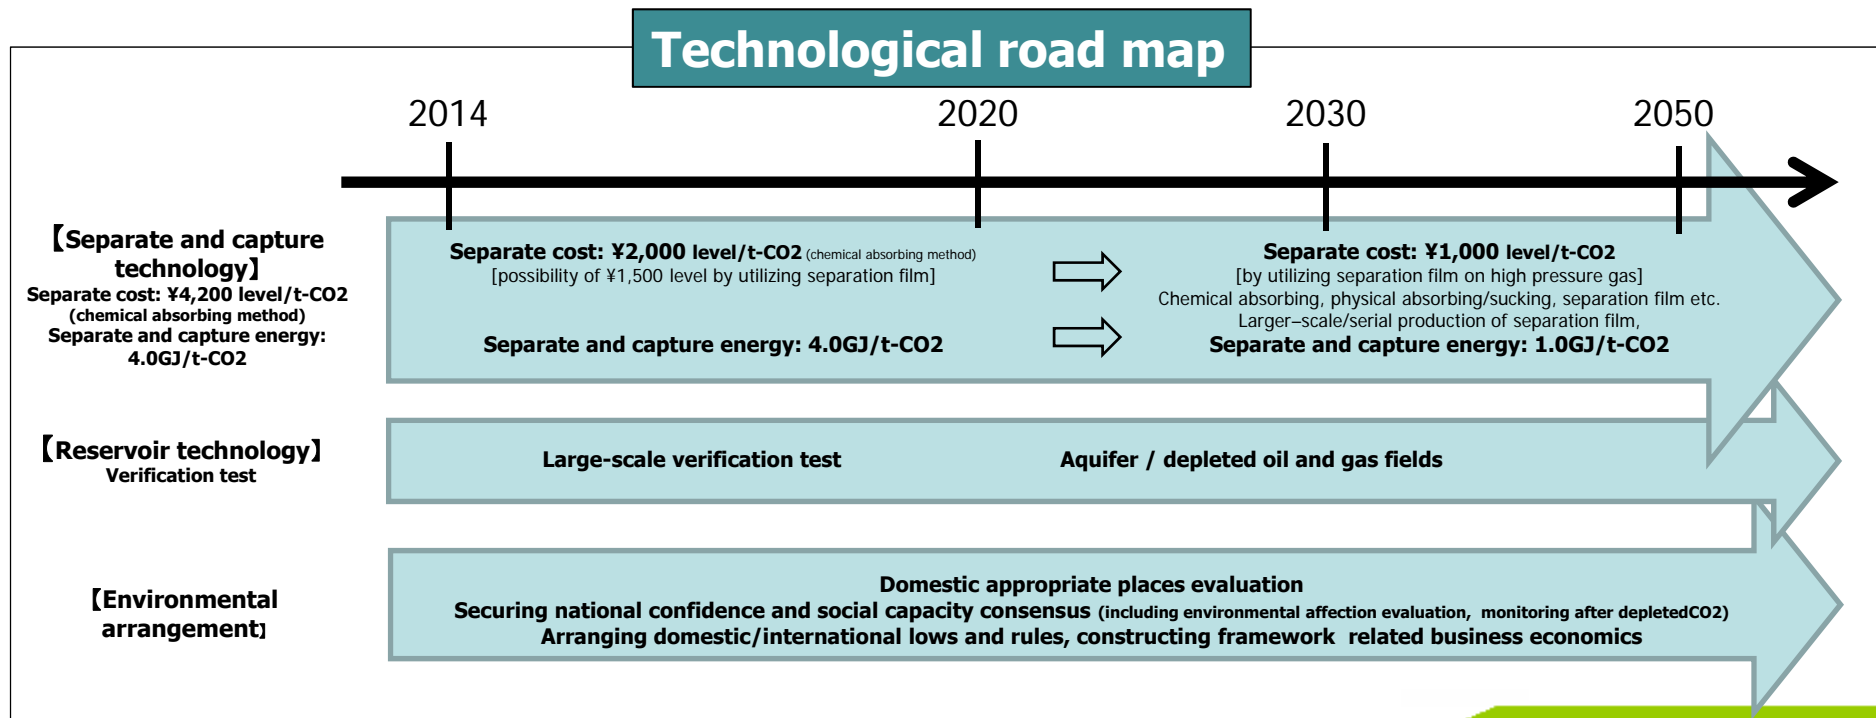 Technological road map
2014
2020
2030
2050
【Separate and capture
technology】
Separate cost: ¥4,200 level/t-CO2
(chemical absorbing method)
Separate and capture energy:
4.0GJ/t-CO2
Separate cost: ¥2,000 level/t-CO2 (chemical absorbing method)
[possibility of ¥1,500 level by utilizing separation film]
Separate and capture energy: 4.0GJ/t-CO2
Separate cost: ¥1,000 level/t-CO2
[by utilizing separation film on high pressure gas]
Chemical absorbing, physical absorbing/sucking, separation film etc.
Larger–scale/serial production of separation film,
Separate and capture energy: 1.0GJ/t-CO2
【Reservoir technology】
Verification test
Large-scale verification test
Aquifer / depleted oil and gas fields
【Environmental
arrangement】
Domestic appropriate places evaluation
Securing national confidence and social capacity consensus (including environmental affection evaluation, monitoring after depletedCO2)
Arranging domestic/international lows and rules, constructing framework related business economics